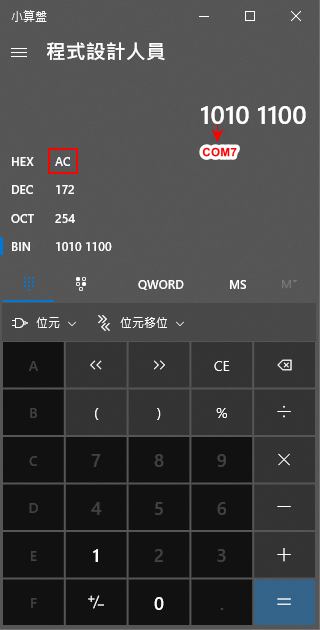 小算盤
程式設計人員
1010 1100
COM7
HEX AC
DEC 172
OCT 254
BIN 1010 1100
QWORD MS M˅
位元 位元移位
A << >> CE
B ( ) % ÷
C 7 8 9 ×
D 4 5 6 −
E 1 2 3 +
F +/− 0 . =